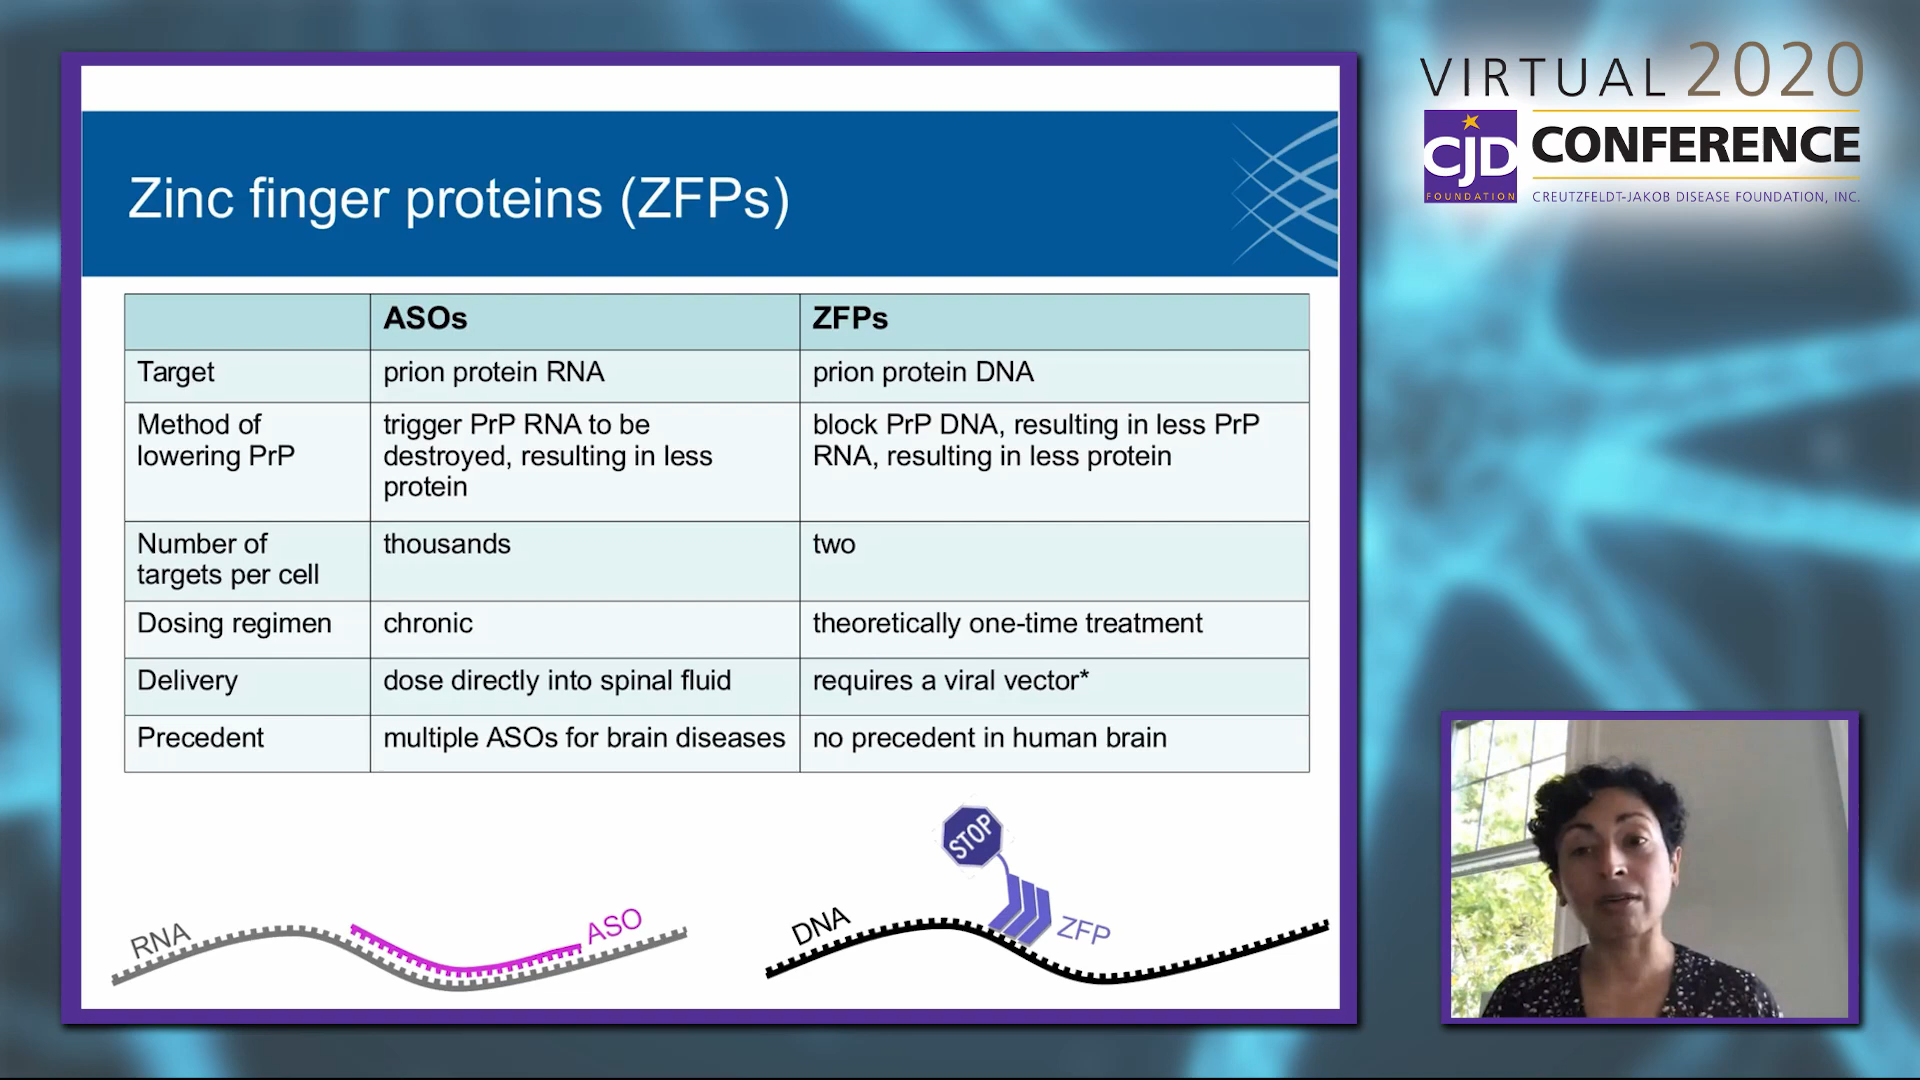 VIRTUAL 2020
CJD
FOUNDATION
CONFERENCE
CREUTZFELDT-JAKOB DISEASE FOUNDATION, INC.
Zinc finger proteins (ZFPs)
ASOs
ZFPs
Target
prion protein RNA
prion protein DNA
Method of
lowering PrP
trigger PrP RNA to be
destroyed, resulting in less
protein
block PrP DNA, resulting in less PrP
RNA, resulting in less protein
Number of
targets per cell
thousands
two
Dosing regimen
chronic
theoretically one-time treatment
Delivery
dose directly into spinal fluid
requires a viral vector*
Precedent
multiple ASOs for brain diseases
no precedent in human brain
RNA
ASO
DNA
STOP
ZFP